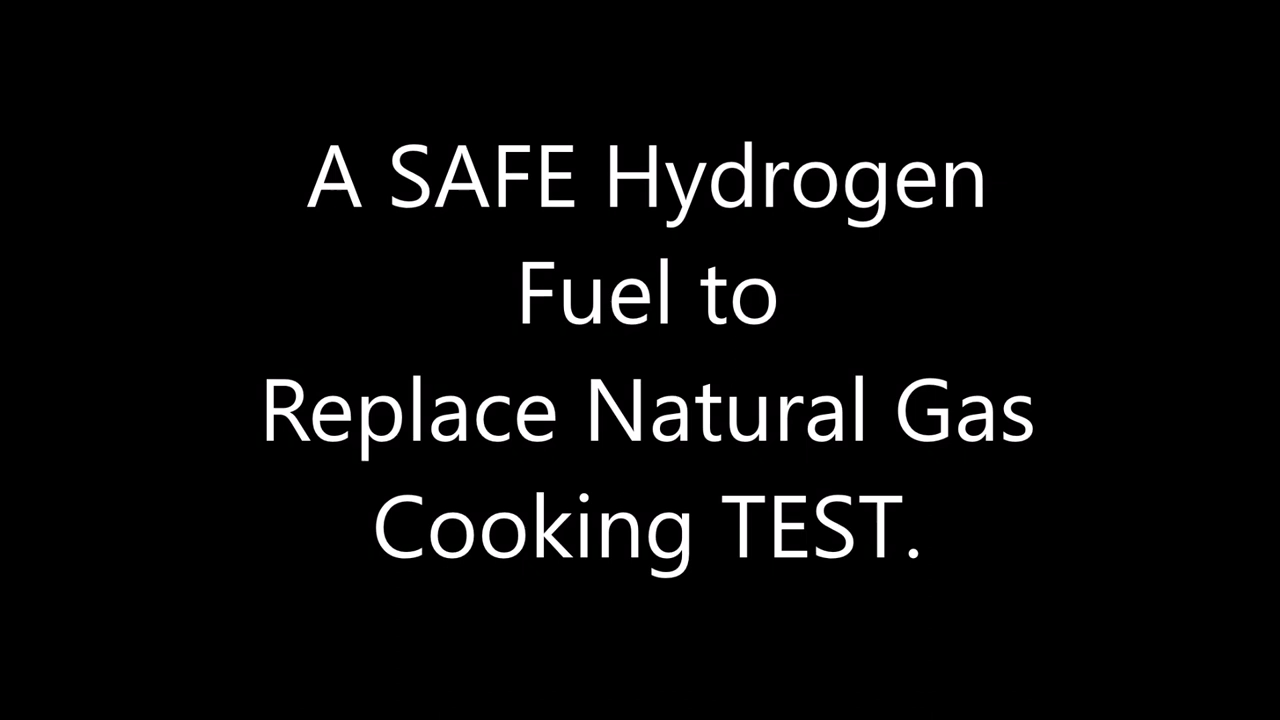 A SAFE Hydrogen
Fuel to
Replace Natural Gas
Cooking TEST.